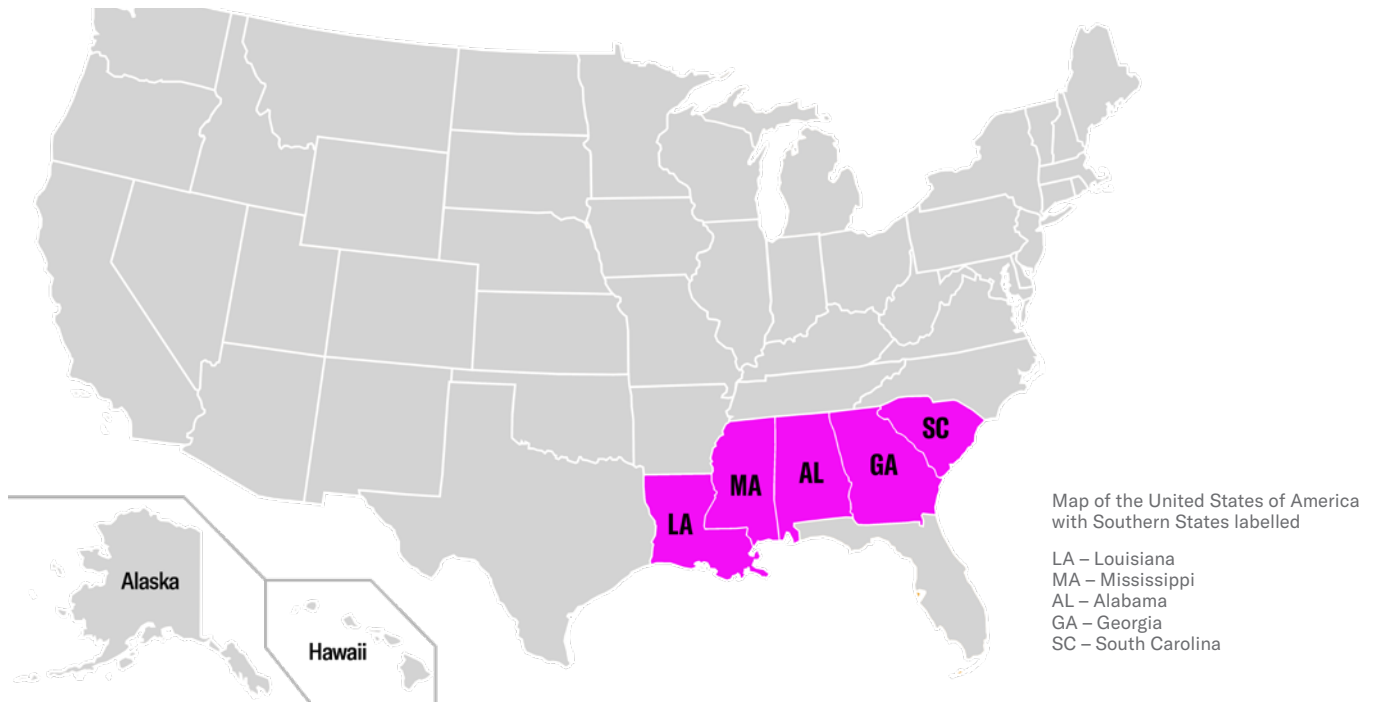 SC
GA
AL
MA
LA
Alaska
Hawaii
Map of the United States of America
with Southern States labelled
LA – Louisiana
MA – Mississippi
AL – Alabama
GA – Georgia
SC – South Carolina